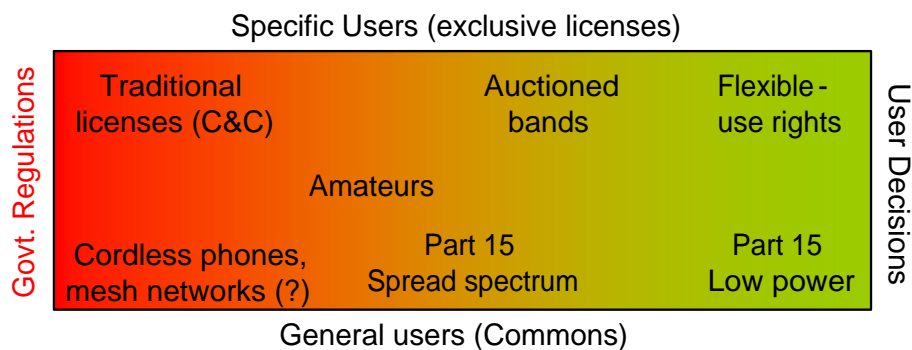 Specific Users (exclusive licenses)
Govt. Regulations
Traditional
licenses (C&C)
Auctioned
bands
Flexible -
use rights
User Decisions
Amateurs
Cordless phones,
mesh networks (?)
Part 15
Spread spectrum
Part 15
Low power
General users (Commons)